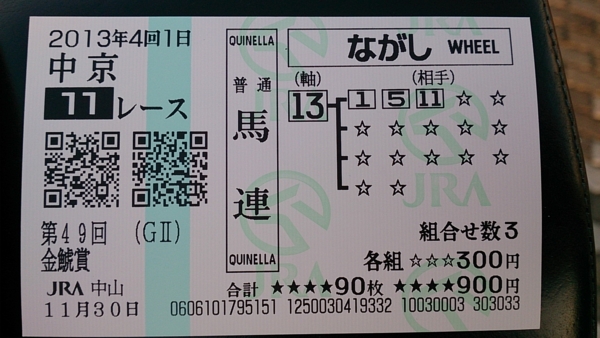 2013年4回1日
中京
11レース
第49回 (GⅡ)
金鯱賞
JRA 中山
11月30日
QUINELLA
普通
馬連
QUINELLA
ながし WHEEL
(軸) (相手)
13 1 5 11 ☆ ☆
☆ ☆ ☆ ☆ ☆
☆ ☆ ☆ ☆ ☆
☆ ☆
組合せ数3
各組 ☆☆☆300円
合計 ★★★★90枚 ★★★★900円
0606101795151 1250030419332 10030003 303033
JRA
JRA
JRA